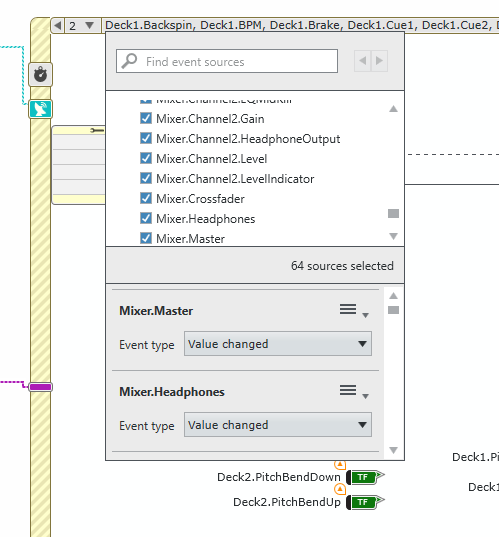 2 Deck1.Backspin, Deck1.BPM, Deck1.Brake, Deck1.Cue1, Deck1.Cue2, D
Find event sources
Mixer.Channel2.EQMidKill
Mixer.Channel2.Gain
Mixer.Channel2.HeadphoneOutput
Mixer.Channel2.Level
Mixer.Channel2.LevelIndicator
Mixer.Crossfader
Mixer.Headphones
Mixer.Master
64 sources selected
Mixer.Master
Event type Value changed
Mixer.Headphones
Event type Value changed
Deck1.Pi
Deck2.PitchBendDown TF
Deck1
Deck2.PitchBendUp TF